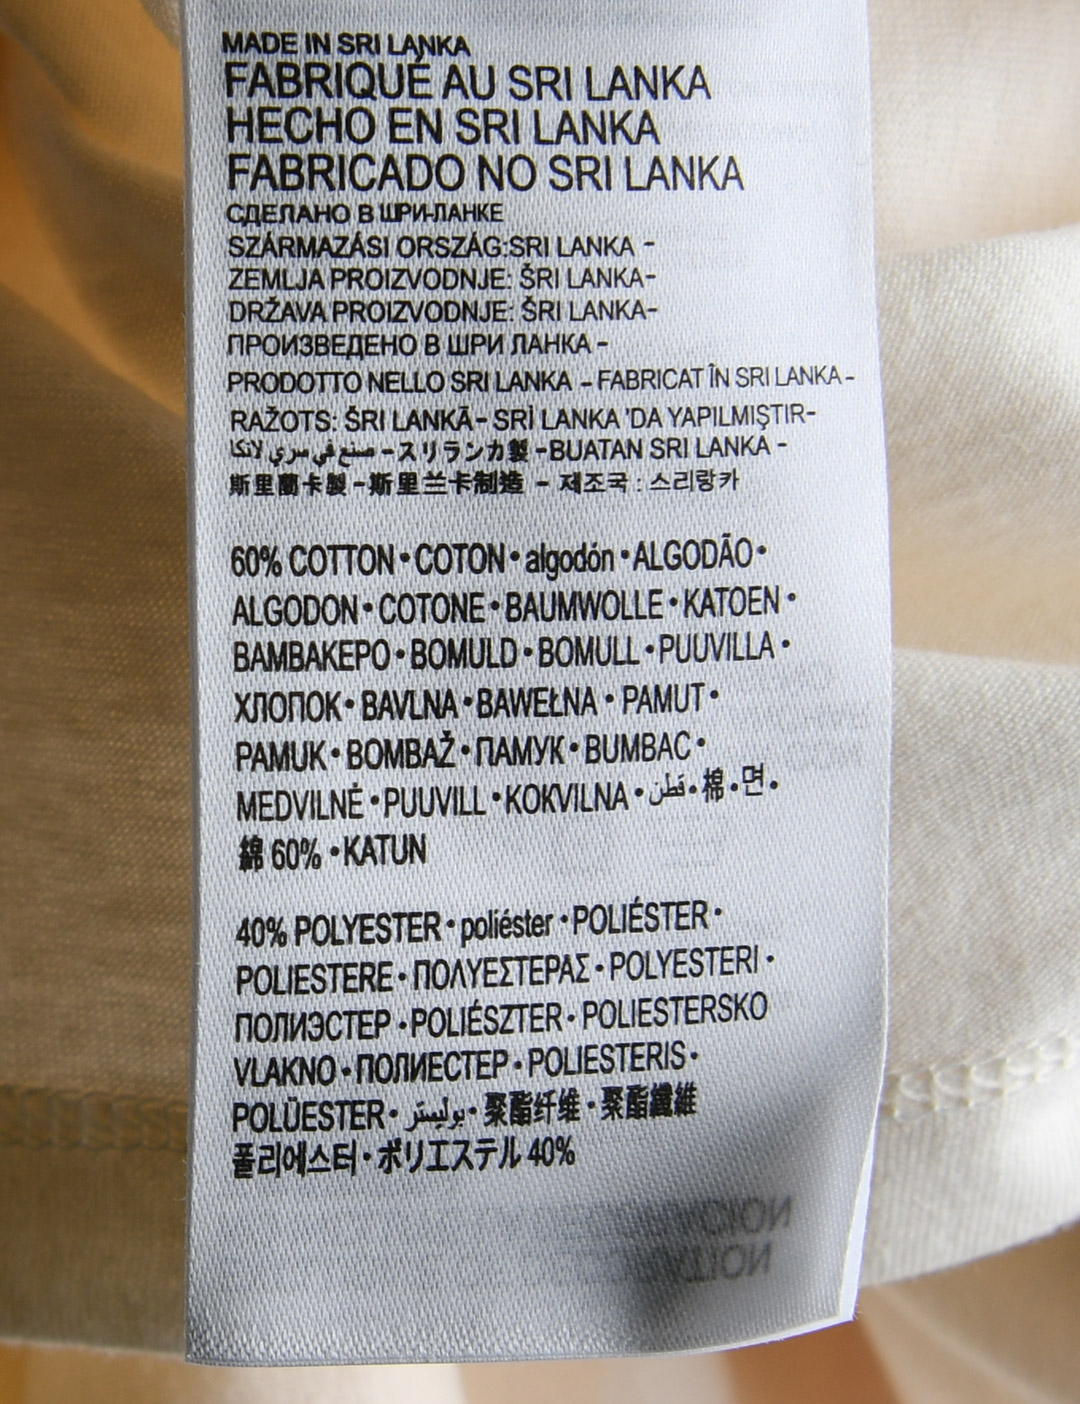 MADE IN SRI LANKA
FABRIQUÉ AU SRI LANKA
HECHO EN SRI LANKA
FABRICADO NO SRI LANKA
СДЕЛАНО В ШРИ-ЛАНКЕ
SZÁRMAZÁSI ORSZÁG:SRI LANKA -
ZEMLJA PROIZVODNJE: ŠRI LANKA-
DRŽAVA PROIZVODNJE: ŠRI LANKA-
ПРОИЗВЕДЕНО В ШРИ ЛАНКА -
PRODOTTO NELLO SRI LANKA - FABRICAT ÎN SRI LANKA -
RAŽOTS: ŠRI LANKĀ- SRİ LANKA 'DA YAPILMIŞTIR-
صنع في سري لانكا -スリランカ製 -BUATAN SRI LANKA -
斯里蘭卡製 -斯里兰卡制造 - 제조국 : 스리랑카
60% COTTON • COTON • algodón • ALGODÃO •
ALGODON • COTONE • BAUMWOLLE • KATOEN •
BAMBAKEPO • BOMULD • BOMULL • PUUVILLA •
ХЛОПОК • BAVLNA • BAWEŁNA • PAMUT •
PAMUK • BOMBAŽ • ПАМУК • BUMBAC •
MEDVILNĖ • PUUVILL • KOKVILNA • قطن • 棉 • 면 •
綿 60% • KATUN
40% POLYESTER • poliéster • POLIÉSTER •
POLIESTERE • ΠΟΛΥΕΣΤΕΡΑΣ • POLYESTERI •
ПОЛИЭСТЕР • POLIÉSZTER • POLIESTERSKO
VLAKNO • ПОЛИЕСТЕР • POLIESTERIS •
POLÜESTER • بوليستر • 聚酯纤维 • 聚酯纖維
폴리에스터 • ポリエステル 40%